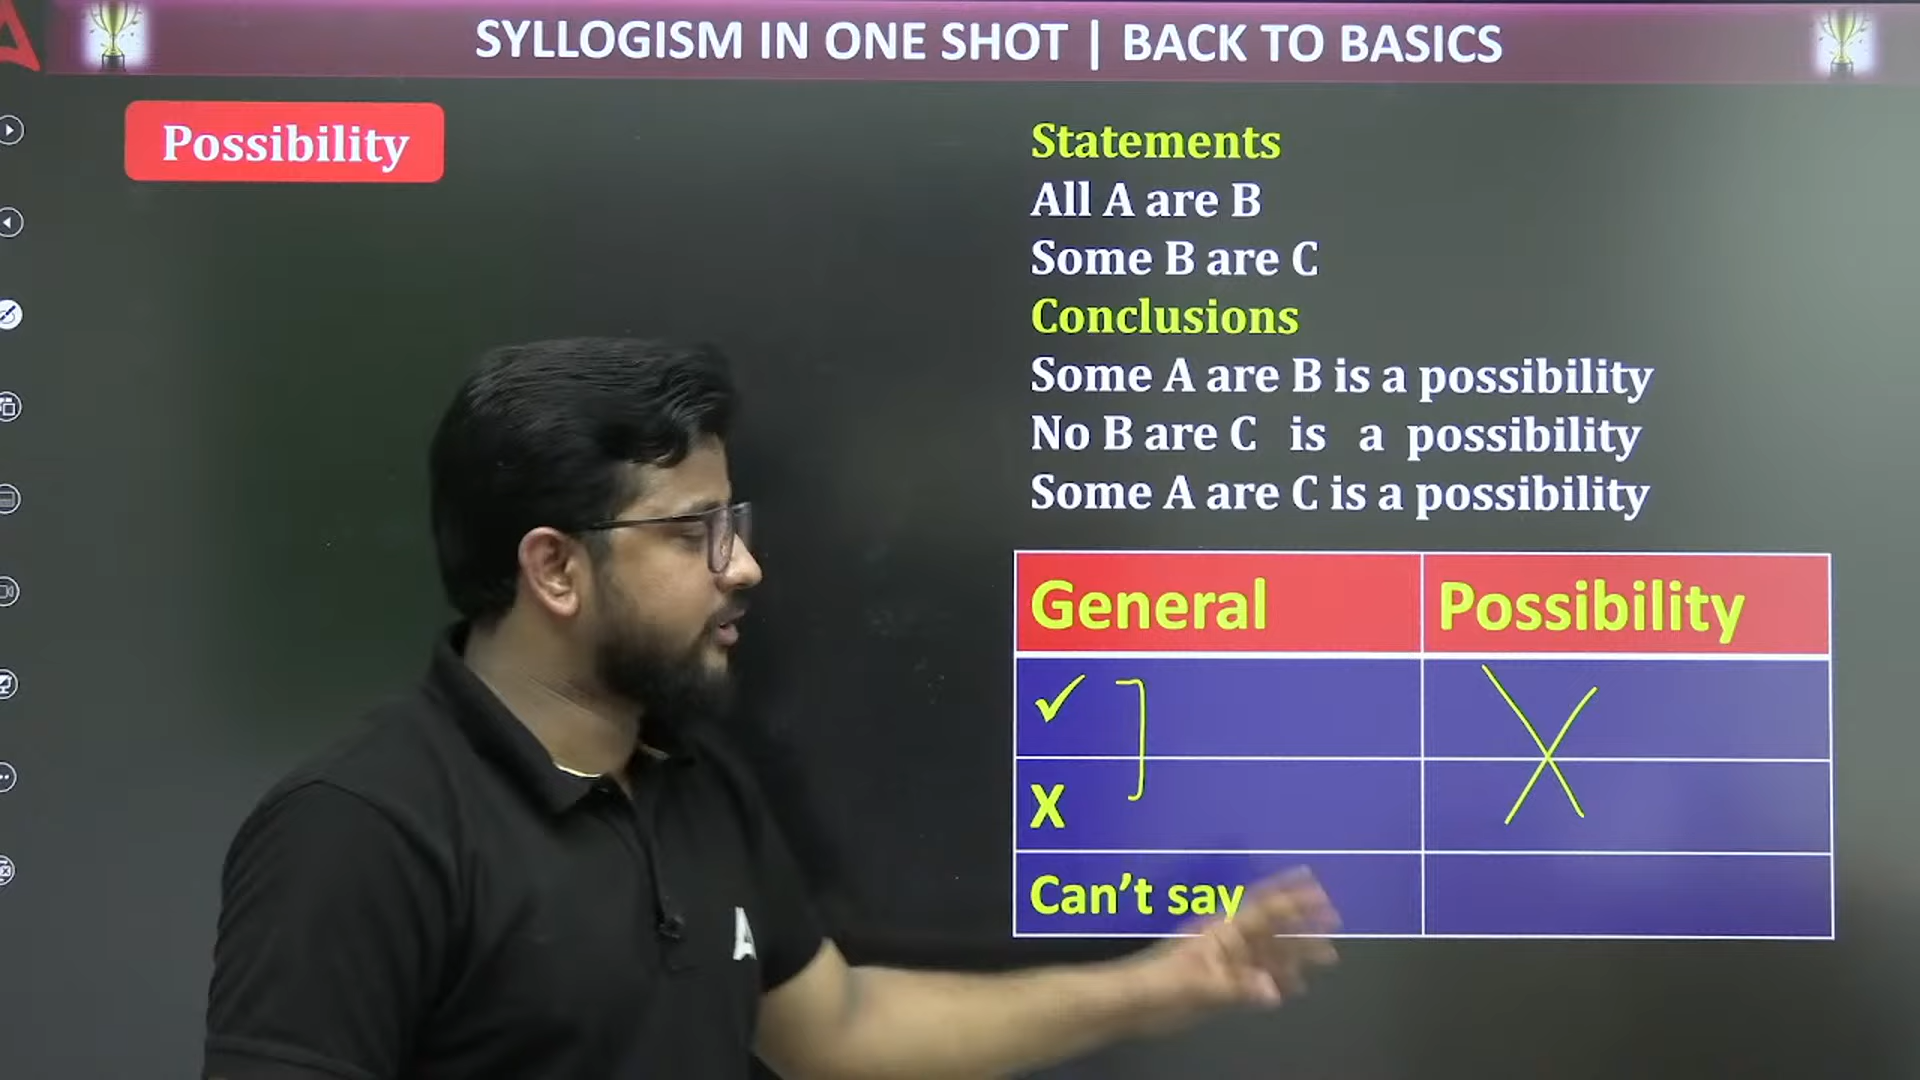 SYLLOGISM IN ONE SHOT | BACK TO BASICS
Possibility
Statements
All A are B
Some B are C
Conclusions
Some A are B is a possibility
No B are C is a possibility
Some A are C is a possibility
General Possibility
✓
X
Can't say
A